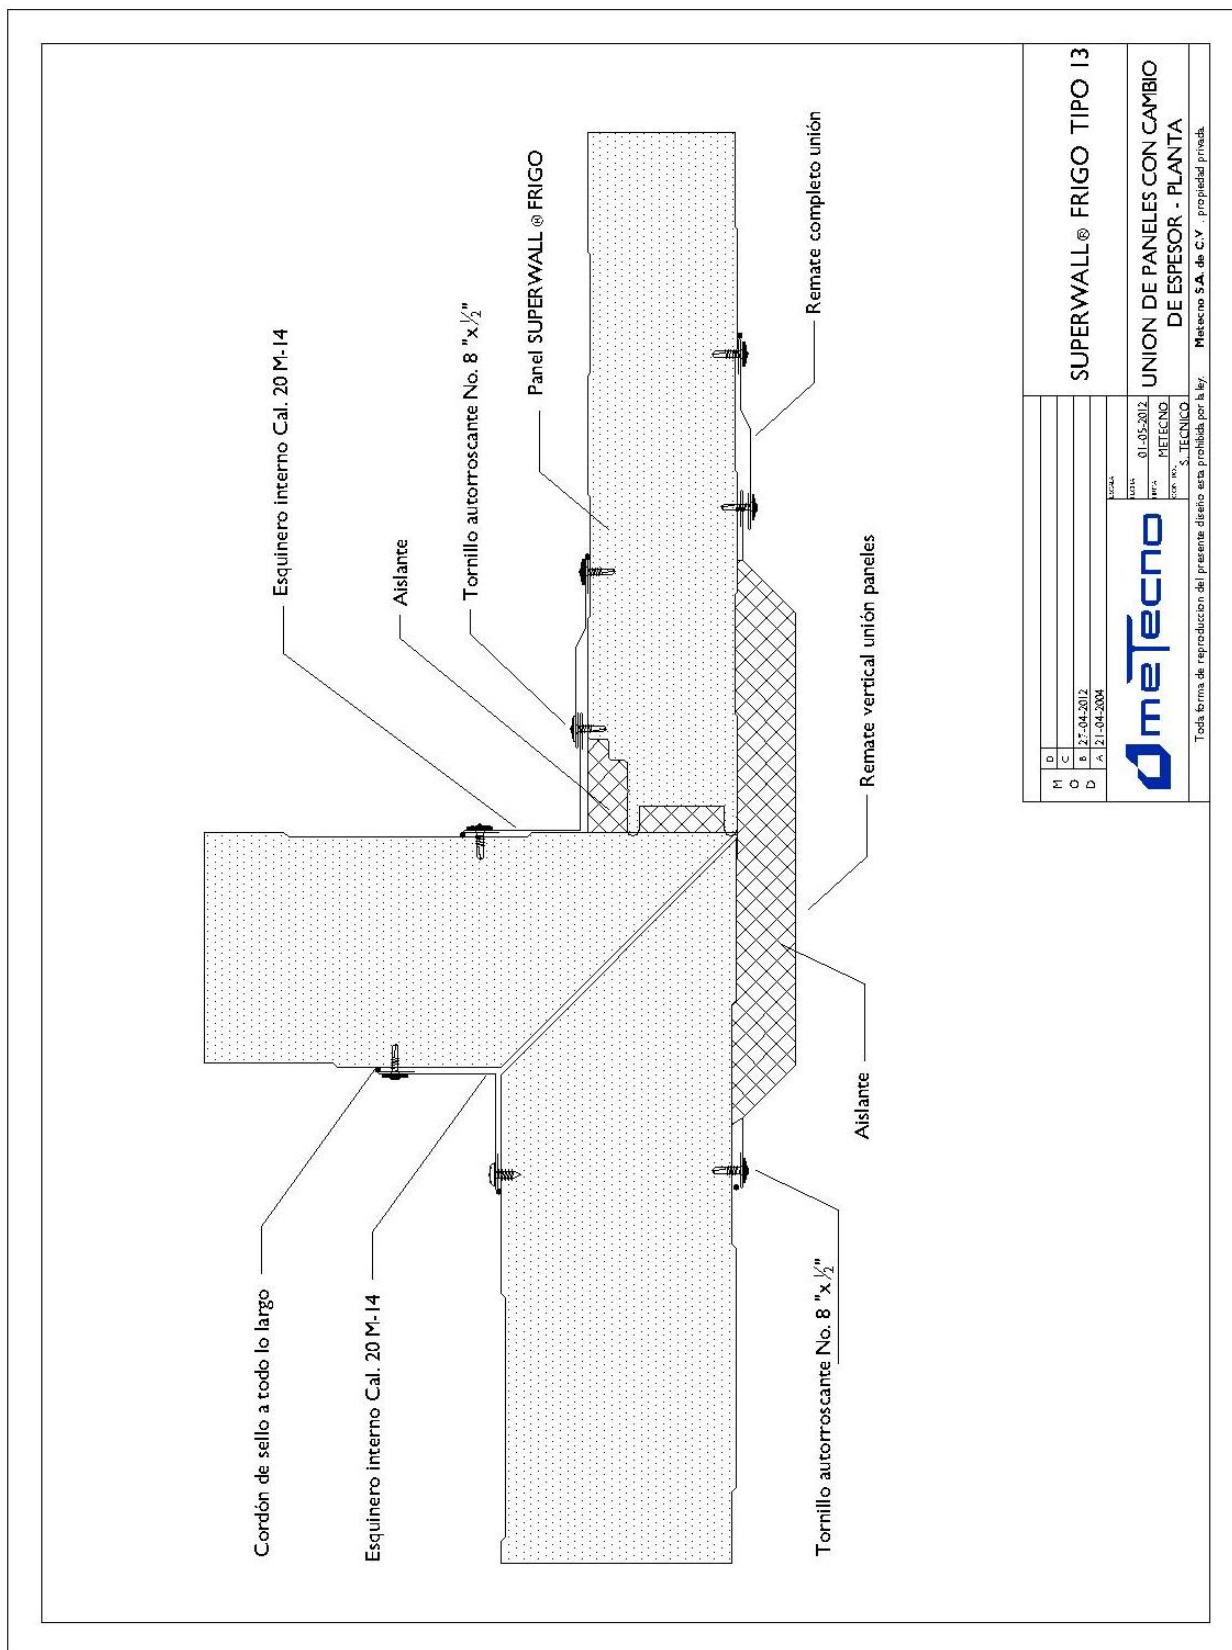 Cordón de sello a todo lo largo
Esquinero interno Cal. 20 M-14
Esquinero interno Cal. 20 M-14
Aislante
Tornillo autorroscante No. 8 "x½"
Panel SUPERWALL® FRIGO
Remate completo unión
Remate vertical unión paneles
Aislante
Tornillo autorroscante No. 8 "x½"
M
O
D
D
C
B 27-04-2012
A 21-04-2004
meTecno
ESCALA
FECHA
01-05-2012
METECNO
S. TECNICO
SUPERWALL® FRIGO TIPO 13
UNION DE PANELES CON CAMBIO
DE ESPESOR - PLANTA
Toda forma de reproduccion del presente diseño esta prohibida por la ley. Metecno S.A. de C.V. . propiedad privada.